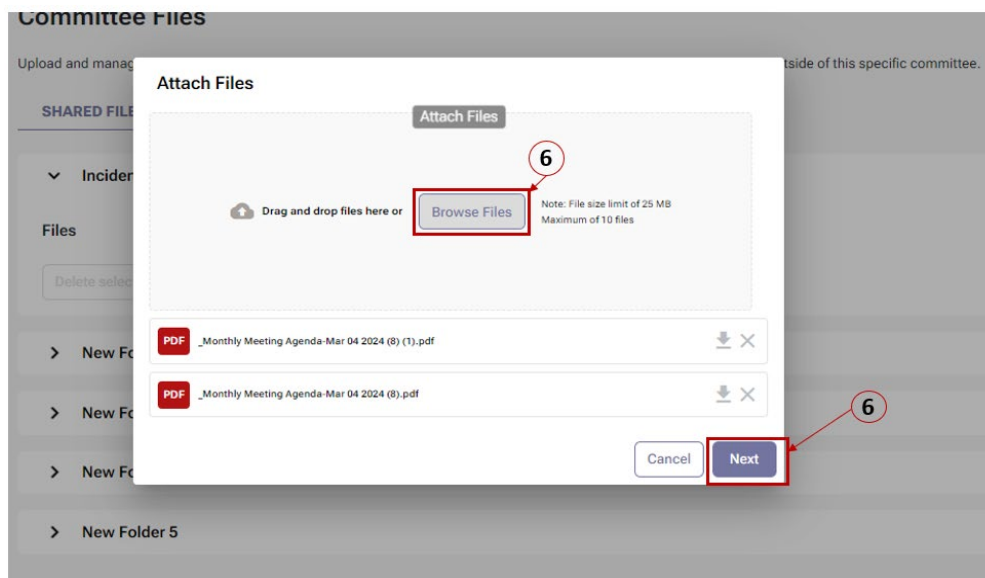 Committee Files
Upload and manag
tside of this specific committee.
SHARED FILE
Attach Files
Attach Files
6
Drag and drop files here or
Browse Files
Note: File size limit of 25 MB
Maximum of 10 files
Inciden
Files
Delete selec
PDF _Monthly Meeting Agenda-Mar 04 2024 (8) (1).pdf
New Fo
PDF _Monthly Meeting Agenda-Mar 04 2024 (8).pdf
New Fo
6
Cancel
Next
New Fo
New Folder 5